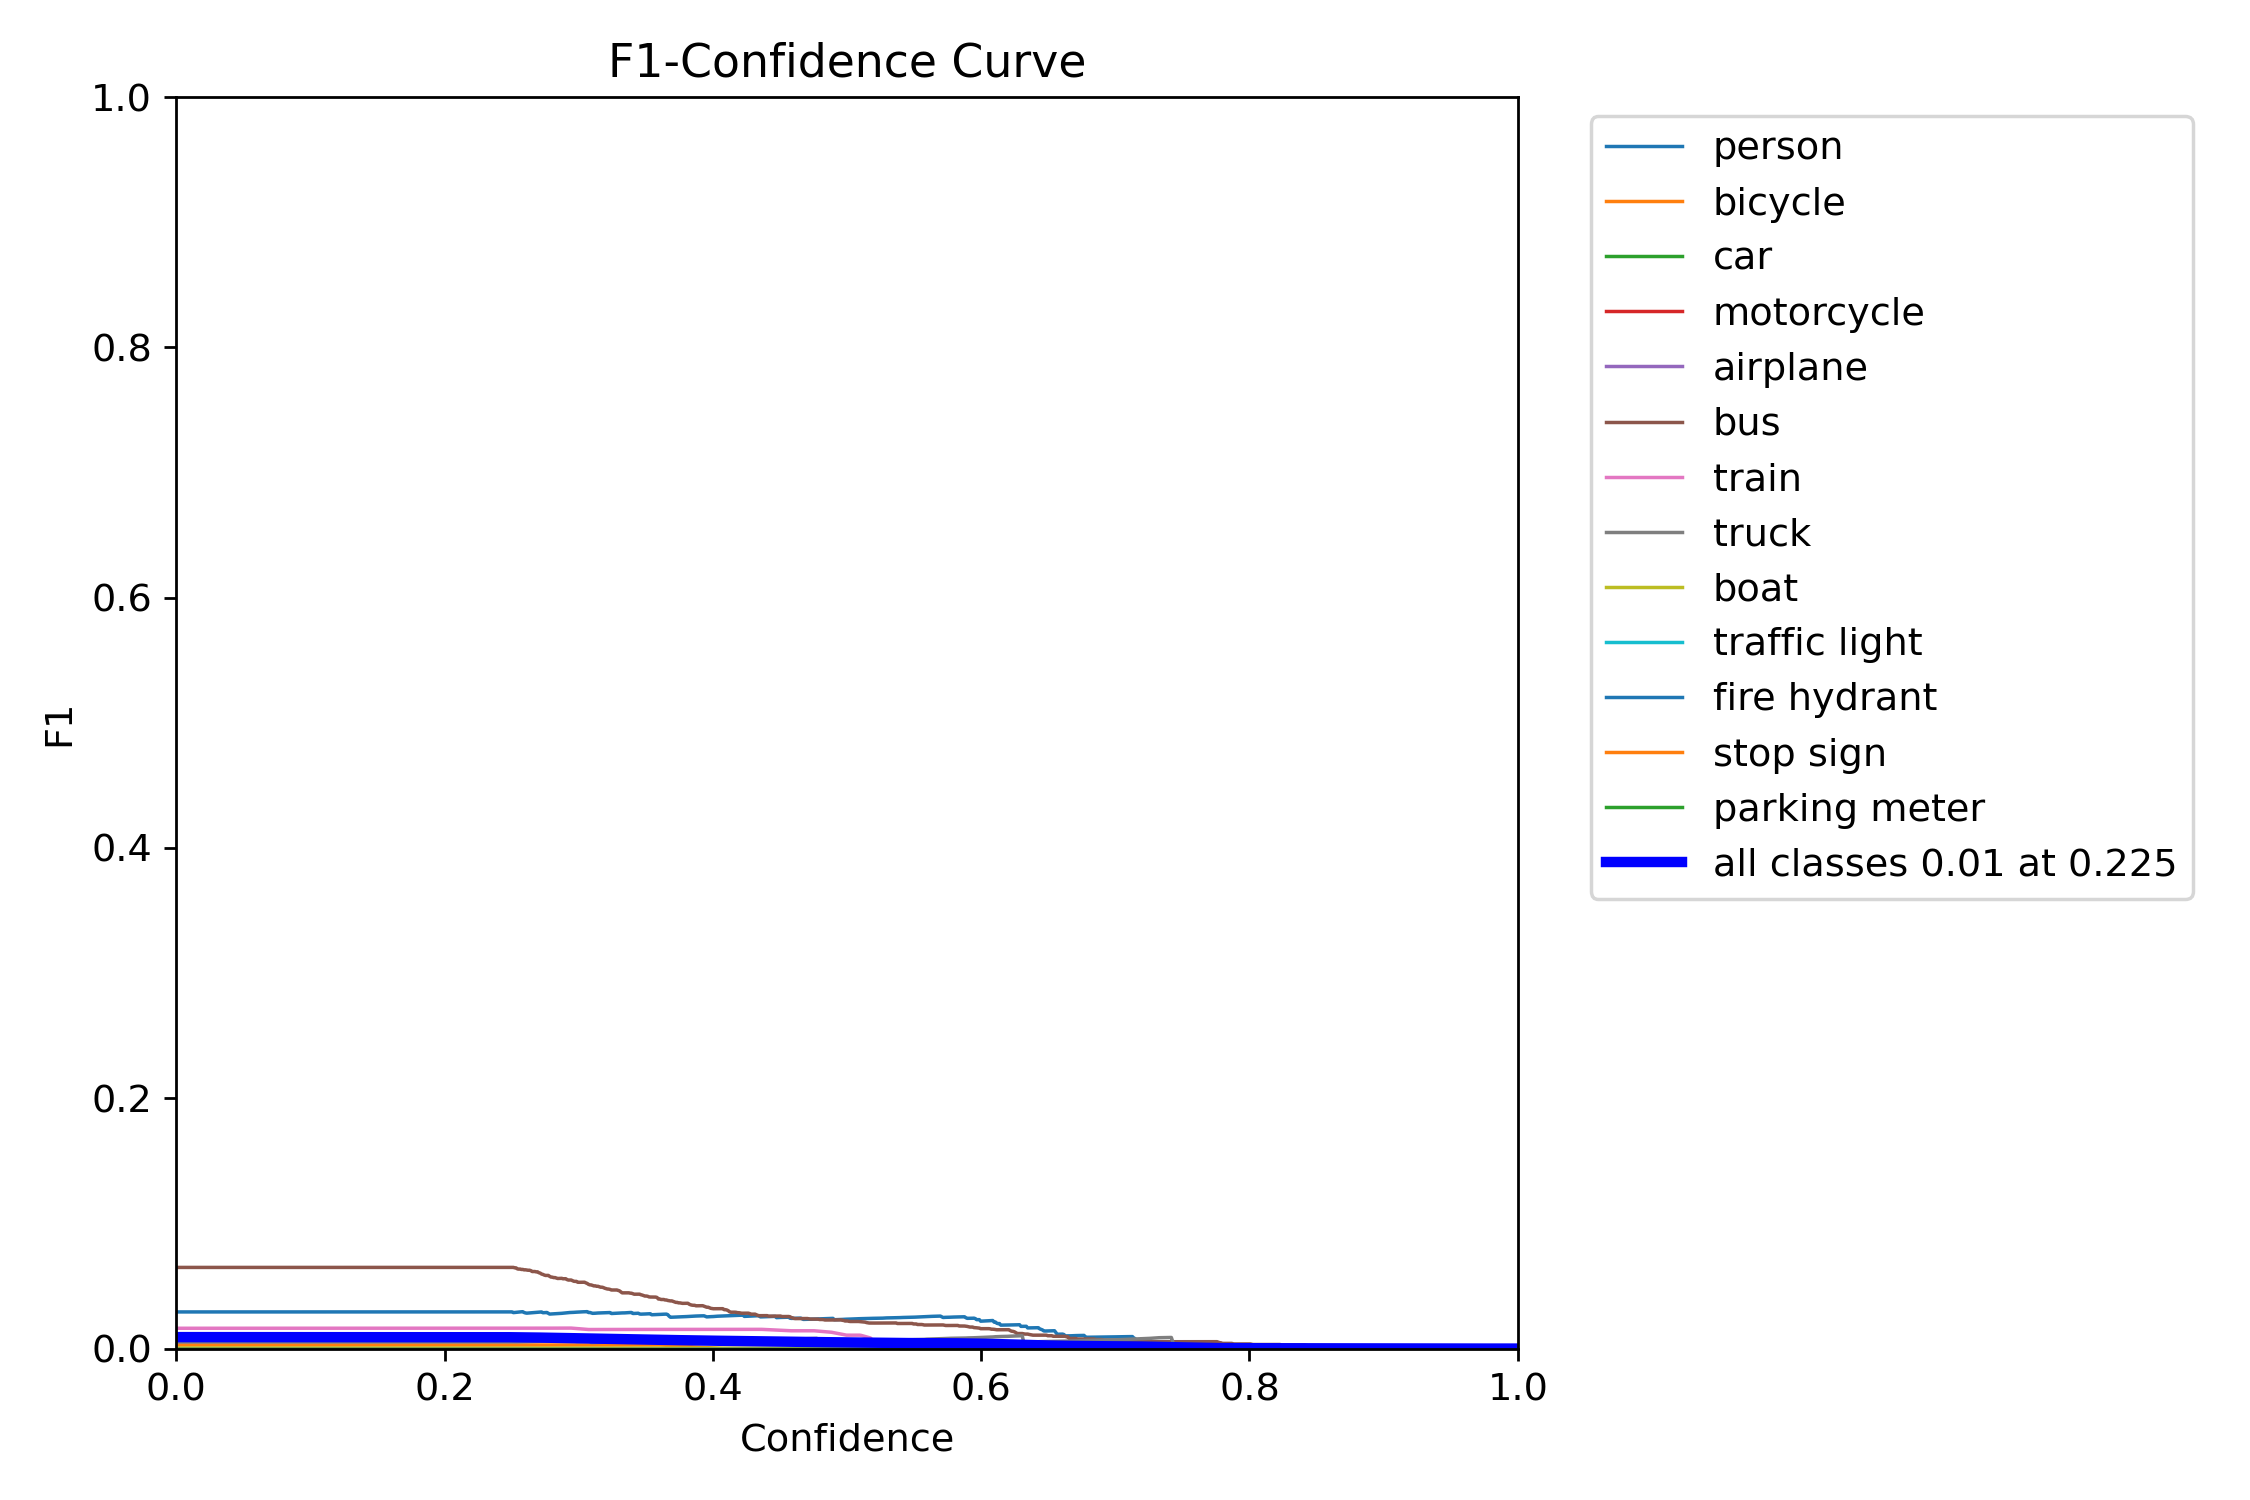 F1-Confidence Curve
1.0
0.8
0.6
0.4
0.2
0.0
F1
0.0 0.2 0.4 0.6 0.8 1.0
Confidence
person
bicycle
car
motorcycle
airplane
bus
train
truck
boat
traffic light
fire hydrant
stop sign
parking meter
all classes 0.01 at 0.225